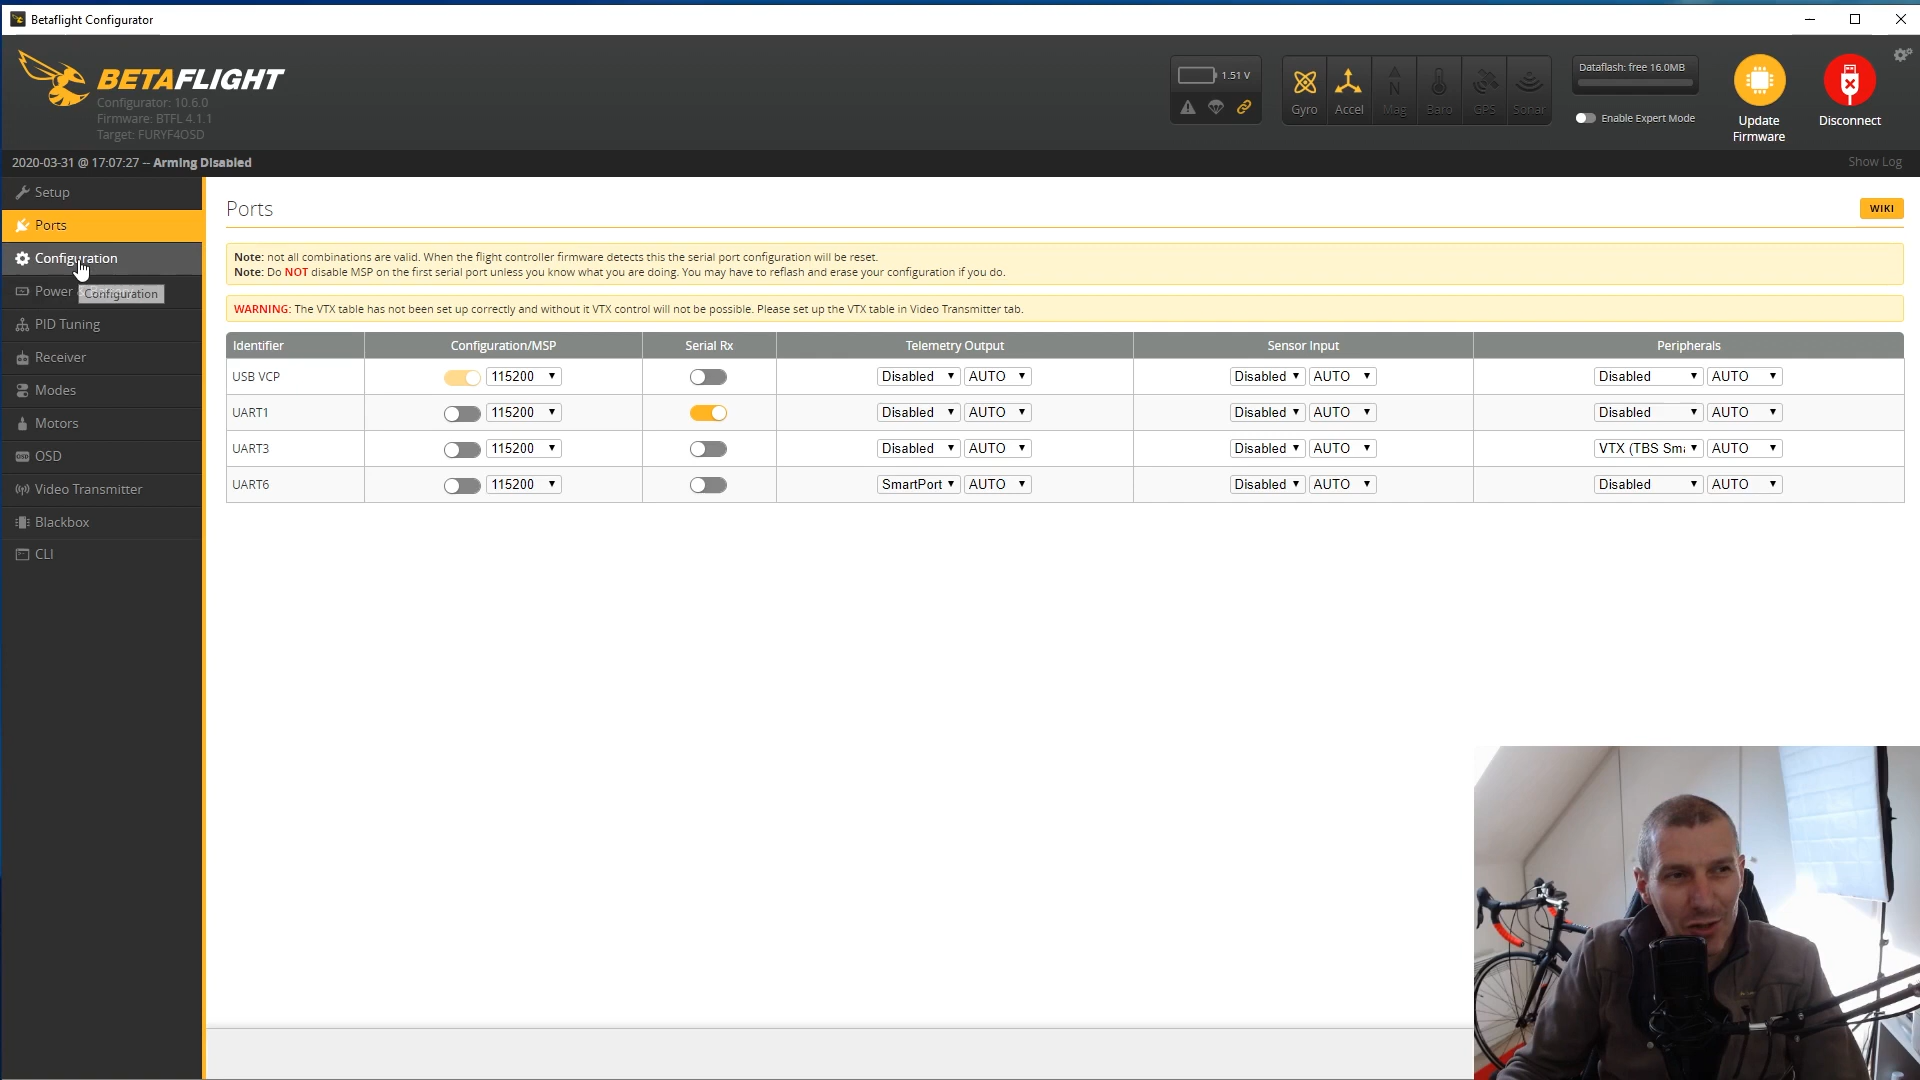 Betaflight Configurator
BETAFLIGHT
Configurator: 10.6.0
Firmware: BTFL 4.1.1
Target: FURYF4OSD
1.51 V
Gyro Accel Mag Baro GPS Sonar
Dataflash: free 16.0MB
Enable Expert Mode
Update
Firmware
Disconnect
2020-03-31 @ 17:07:27 -- Arming Disabled
Show Log
Setup
Ports
Configuration
Power &
Configuration
PID Tuning
Receiver
Modes
Motors
OSD
Video Transmitter
Blackbox
CLI
Ports
WIKI
Note: not all combinations are valid. When the flight controller firmware detects this the serial port configuration will be reset.
Note: Do NOT disable MSP on the first serial port unless you know what you are doing. You may have to reflash and erase your configuration if you do.
WARNING: The VTX table has not been set up correctly and without it VTX control will not be possible. Please set up the VTX table in Video Transmitter tab.
Identifier Configuration/MSP Serial Rx Telemetry Output Sensor Input Peripherals
USB VCP 115200 Disabled AUTO Disabled AUTO Disabled AUTO
UART1 115200 Disabled AUTO Disabled AUTO Disabled AUTO
UART3 115200 Disabled AUTO Disabled AUTO VTX (TBS Sma AUTO
UART6 115200 SmartPort AUTO Disabled AUTO Disabled AUTO